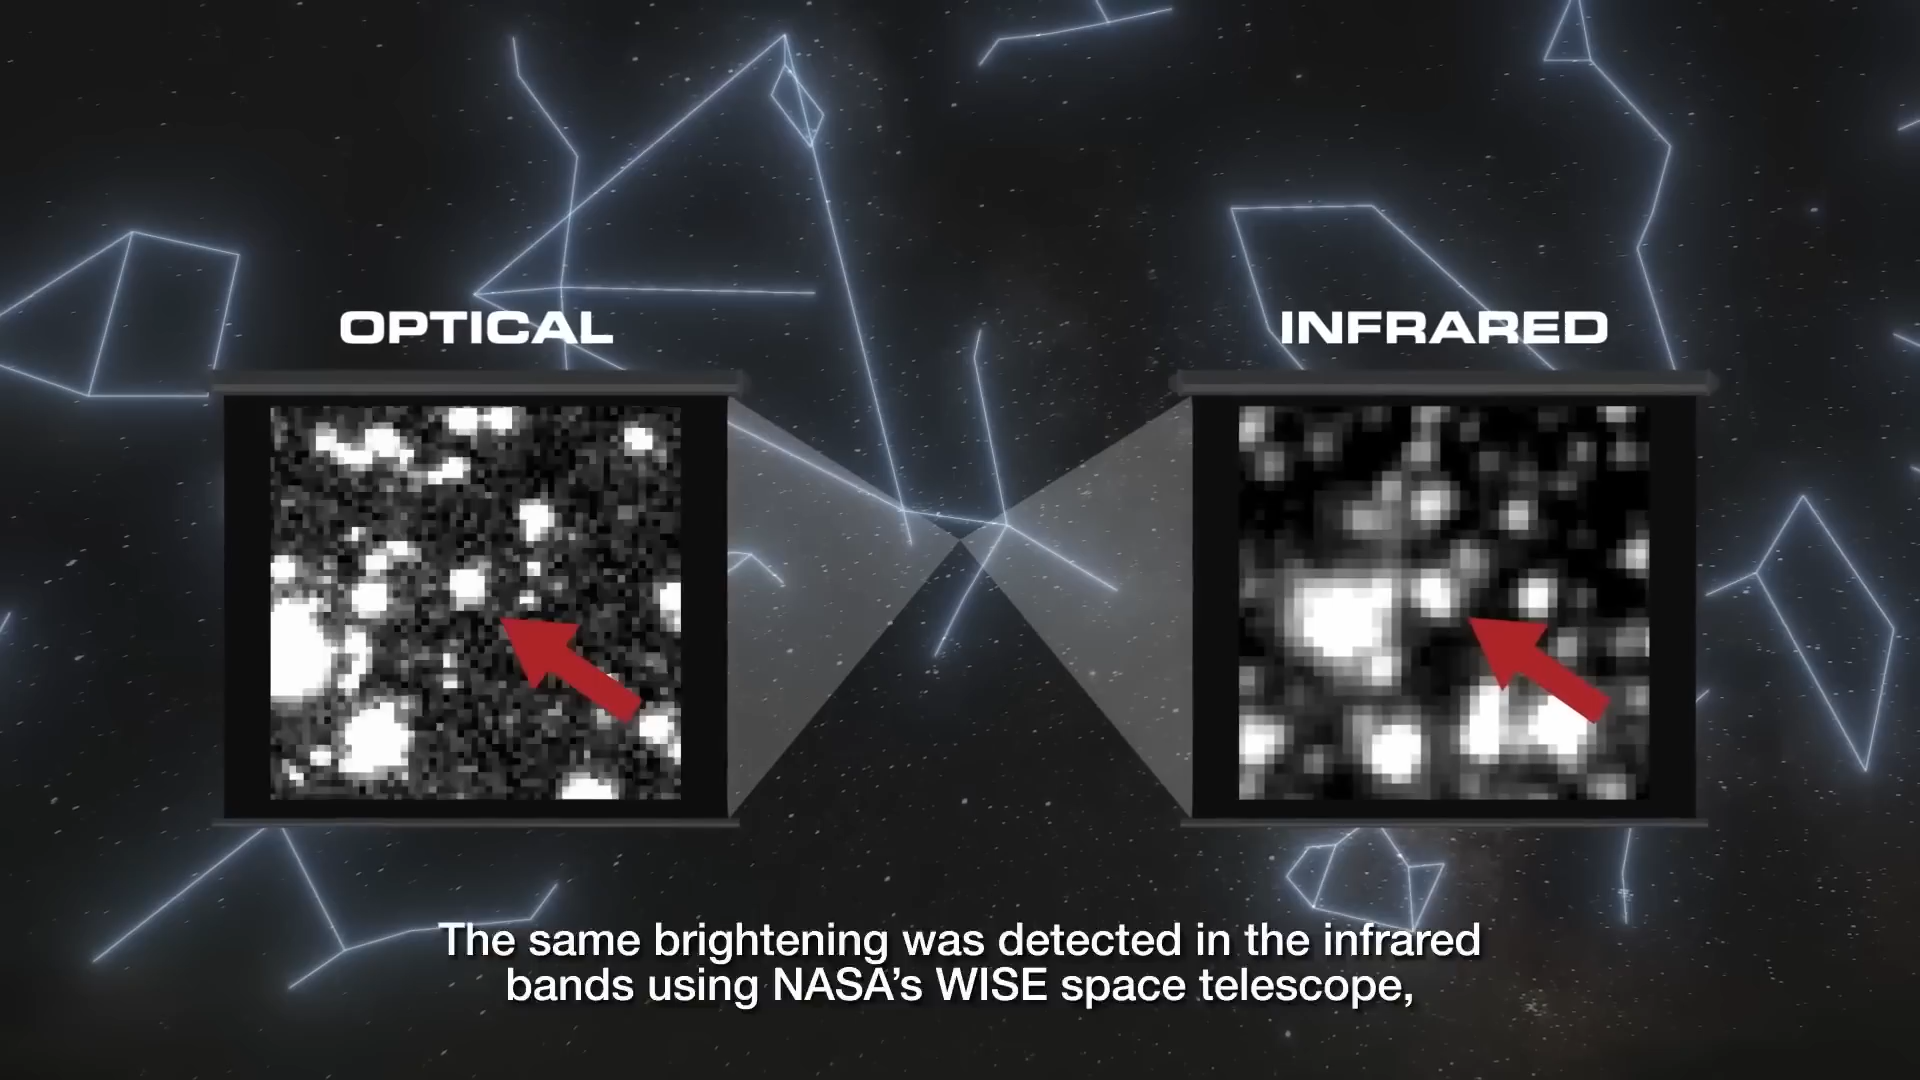 OPTICAL
INFRARED
The same brightening was detected in the infrared
bands using NASA's WISE space telescope,